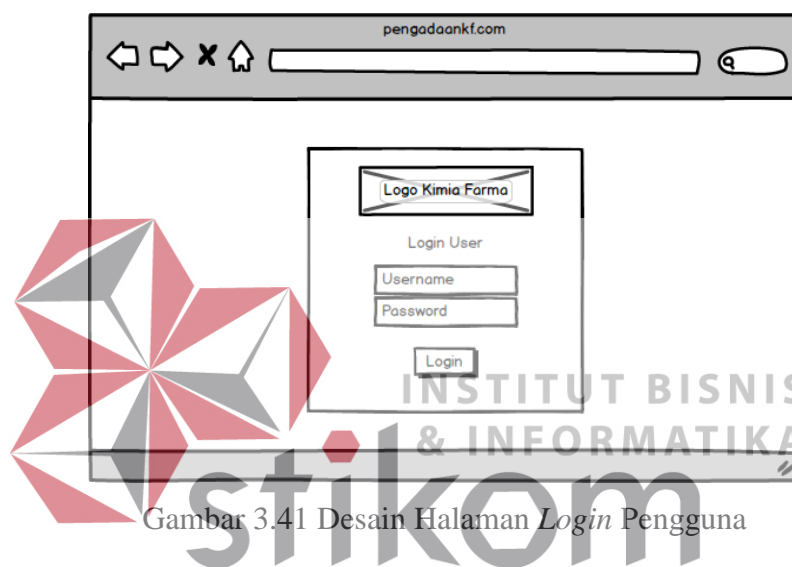 pengadaankf.com
Logo Kimia Farma
Login User
Username
Password
Login
INSTITUT BISNIS
& INFORMATIKA
stikom
Gambar 3.41 Desain Halaman Login Pengguna